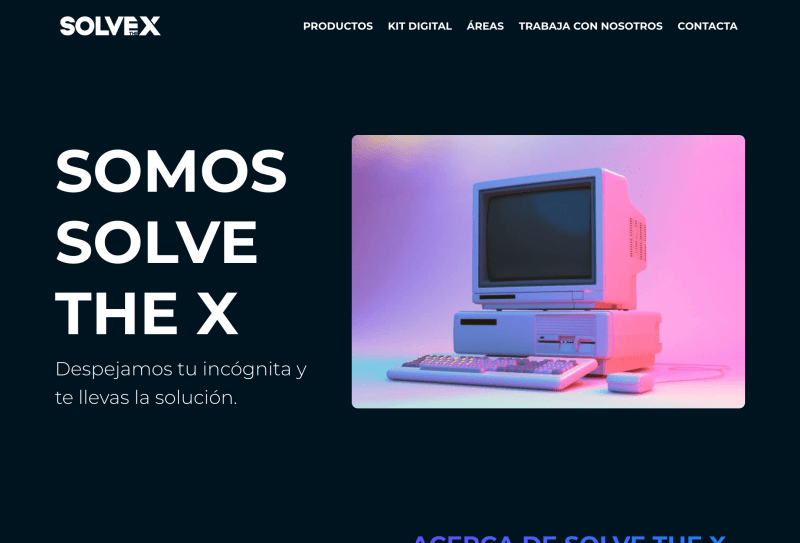 SOLVE THE X
PRODUCTOS KIT DIGITAL ÁREAS TRABAJA CON NOSOTROS CONTACTA
SOMOS
SOLVE
THE X
Despejamos tu incógnita y
te llevas la solución.
ACERCA DE SOLVE THE X